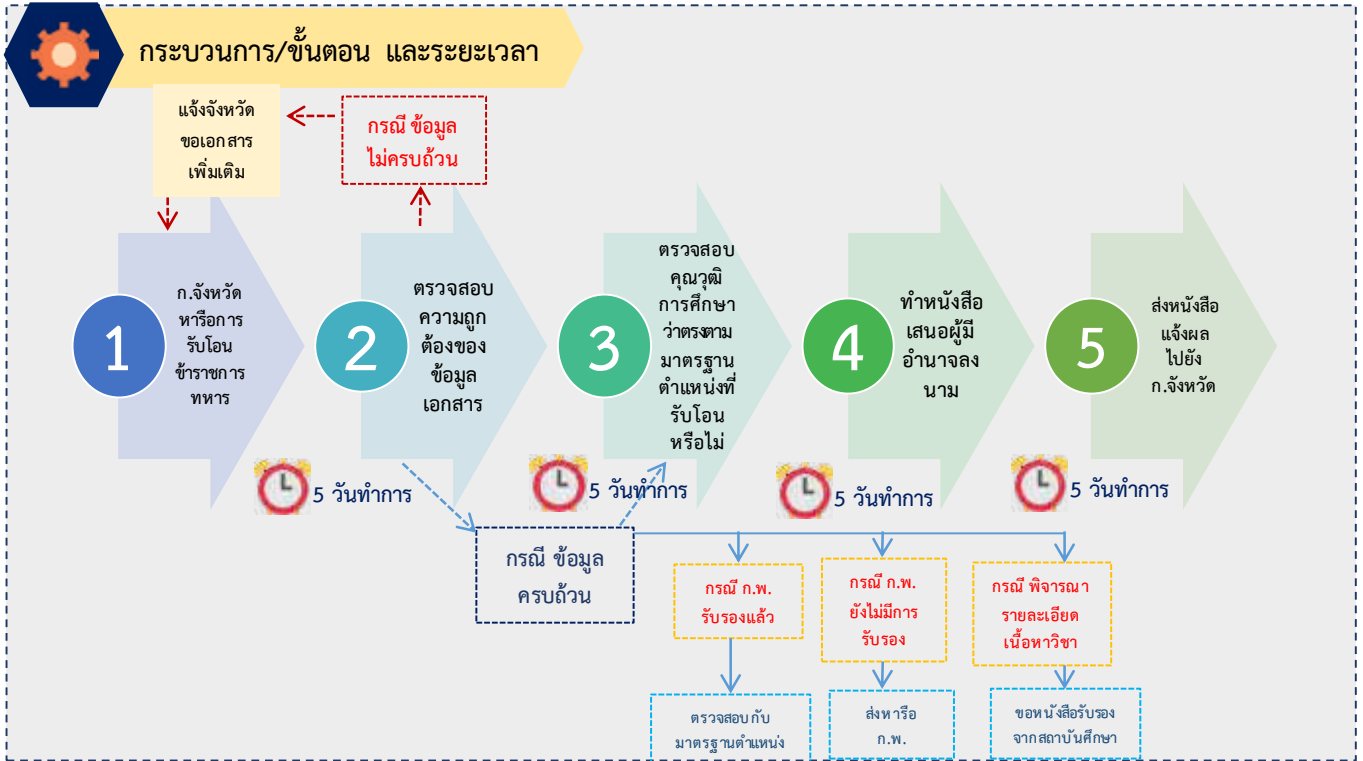 กระบวนการ/ขั้นตอน และระยะเวลา
แจ้งจังหวัด
ขอเอกสาร
เพิ่มเติม
กรณี ข้อมูล
ไม่ครบถ้วน
1
ก.จังหวัด
หารือการ
รับโอน
ข้าราชการ
ทหาร
2
ตรวจสอบ
ความถูก
ต้องของ
ข้อมูล
เอกสาร
3
ตรวจสอบ
คุณวุฒิ
การศึกษา
ว่าตรงตาม
มาตรฐาน
ตำแหน่งที่
รับโอน
หรือไม่
4
ทำหนังสือ
เสนอผู้มี
อำนาจลง
นาม
5
ส่งหนังสือ
แจ้งผล
ไปยัง
ก.จังหวัด
5 วันทำการ
5 วันทำการ
5 วันทำการ
5 วันทำการ
กรณี ข้อมูล
ครบถ้วน
กรณี ก.พ.
รับรองแล้ว
กรณี ก.พ.
ยังไม่มีการ
รับรอง
กรณี พิจารณา
รายละเอียด
เนื้อหาวิชา
ตรวจสอบกับ
มาตรฐานตำแหน่ง
ส่งหารือ
ก.พ.
ขอหนังสือรับรอง
จากสถาบันศึกษา